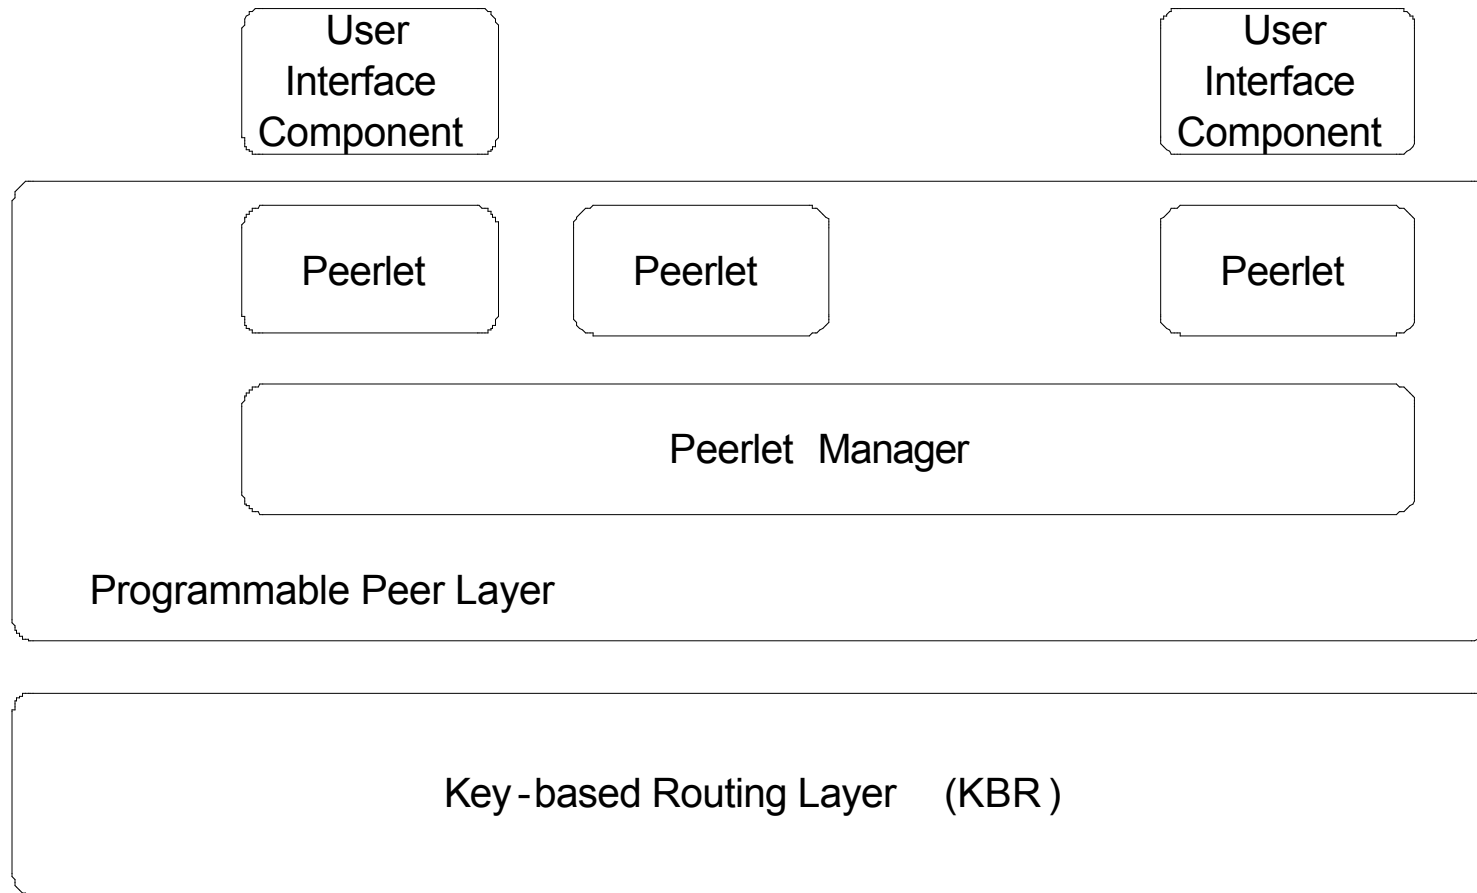 User
Interface
Component
User
Interface
Component
Peerlet
Peerlet
Peerlet
Peerlet Manager
Programmable Peer Layer
Key-based Routing Layer (KBR)